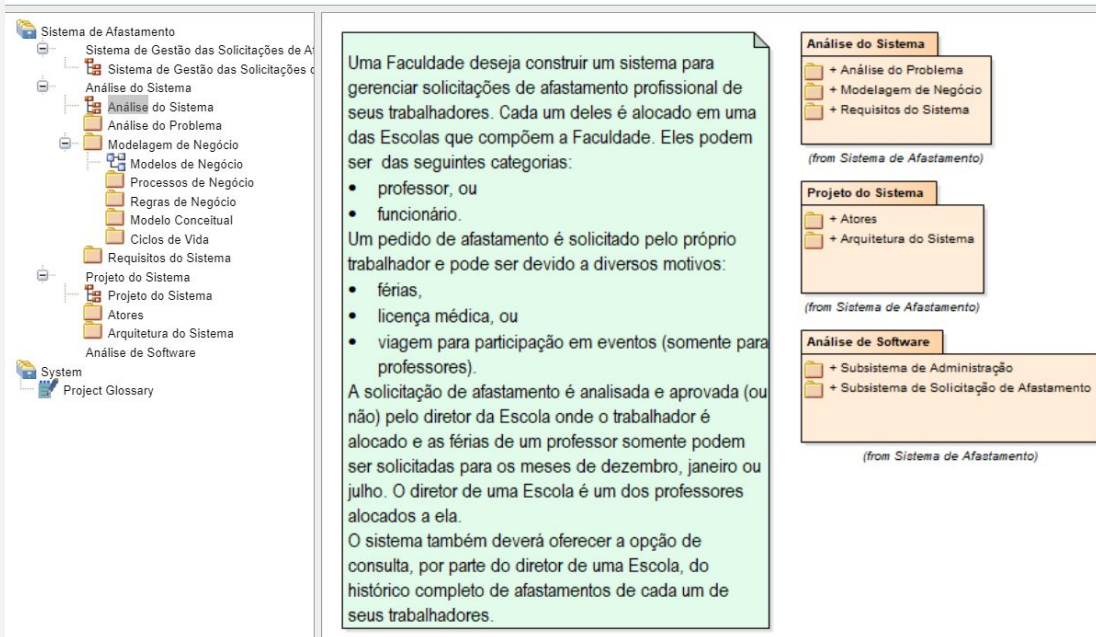 Sistema de Afastamento
Sistema de Gestão das Solicitações de Af
Sistema de Gestão das Solicitações d
Análise do Sistema
Análise do Sistema
Análise do Problema
Modelagem de Negócio
Modelos de Negócio
Processos de Negócio
Regras de Negócio
Modelo Conceitual
Ciclos de Vida
Requisitos do Sistema
Projeto do Sistema
Projeto do Sistema
Atores
Arquitetura do Sistema
Análise de Software
System
Project Glossary
Uma Faculdade deseja construir um sistema para
gerenciar solicitações de afastamento profissional de
seus trabalhadores. Cada um deles é alocado em uma
das Escolas que compõem a Faculdade. Eles podem
ser das seguintes categorias:
• professor, ou
• funcionário.
Um pedido de afastamento é solicitado pelo próprio
trabalhador e pode ser devido a diversos motivos:
• férias,
• licença médica, ou
• viagem para participação em eventos (somente para
professores).
A solicitação de afastamento é analisada e aprovada (ou
não) pelo diretor da Escola onde o trabalhador é
alocado e as férias de um professor somente podem
ser solicitadas para os meses de dezembro, janeiro ou
julho. O diretor de uma Escola é um dos professores
alocados a ela.
O sistema também deverá oferecer a opção de
consulta, por parte do diretor de uma Escola, do
histórico completo de afastamentos de cada um de
seus trabalhadores.
Análise do Sistema
+ Análise do Problema
+ Modelagem de Negócio
+ Requisitos do Sistema
(from Sistema de Afastamento)
Projeto do Sistema
+ Atores
+ Arquitetura do Sistema
(from Sistema de Afastamento)
Análise de Software
+ Subsistema de Administração
+ Subsistema de Solicitação de Afastamento
(from Sistema de Afastamento)